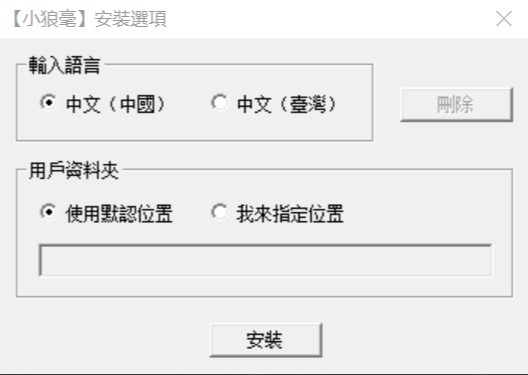 【小狼毫】安裝選項
輸入語言
中文（中國） 中文（臺灣） 刪除
用戶資料夾
使用默認位置 我來指定位置
安裝